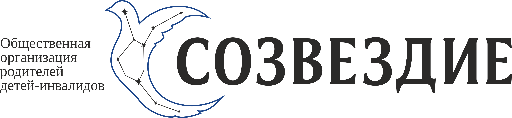 Общественная
организация
родителей
детей-инвалидов
СОЗВЕЗДИЕ